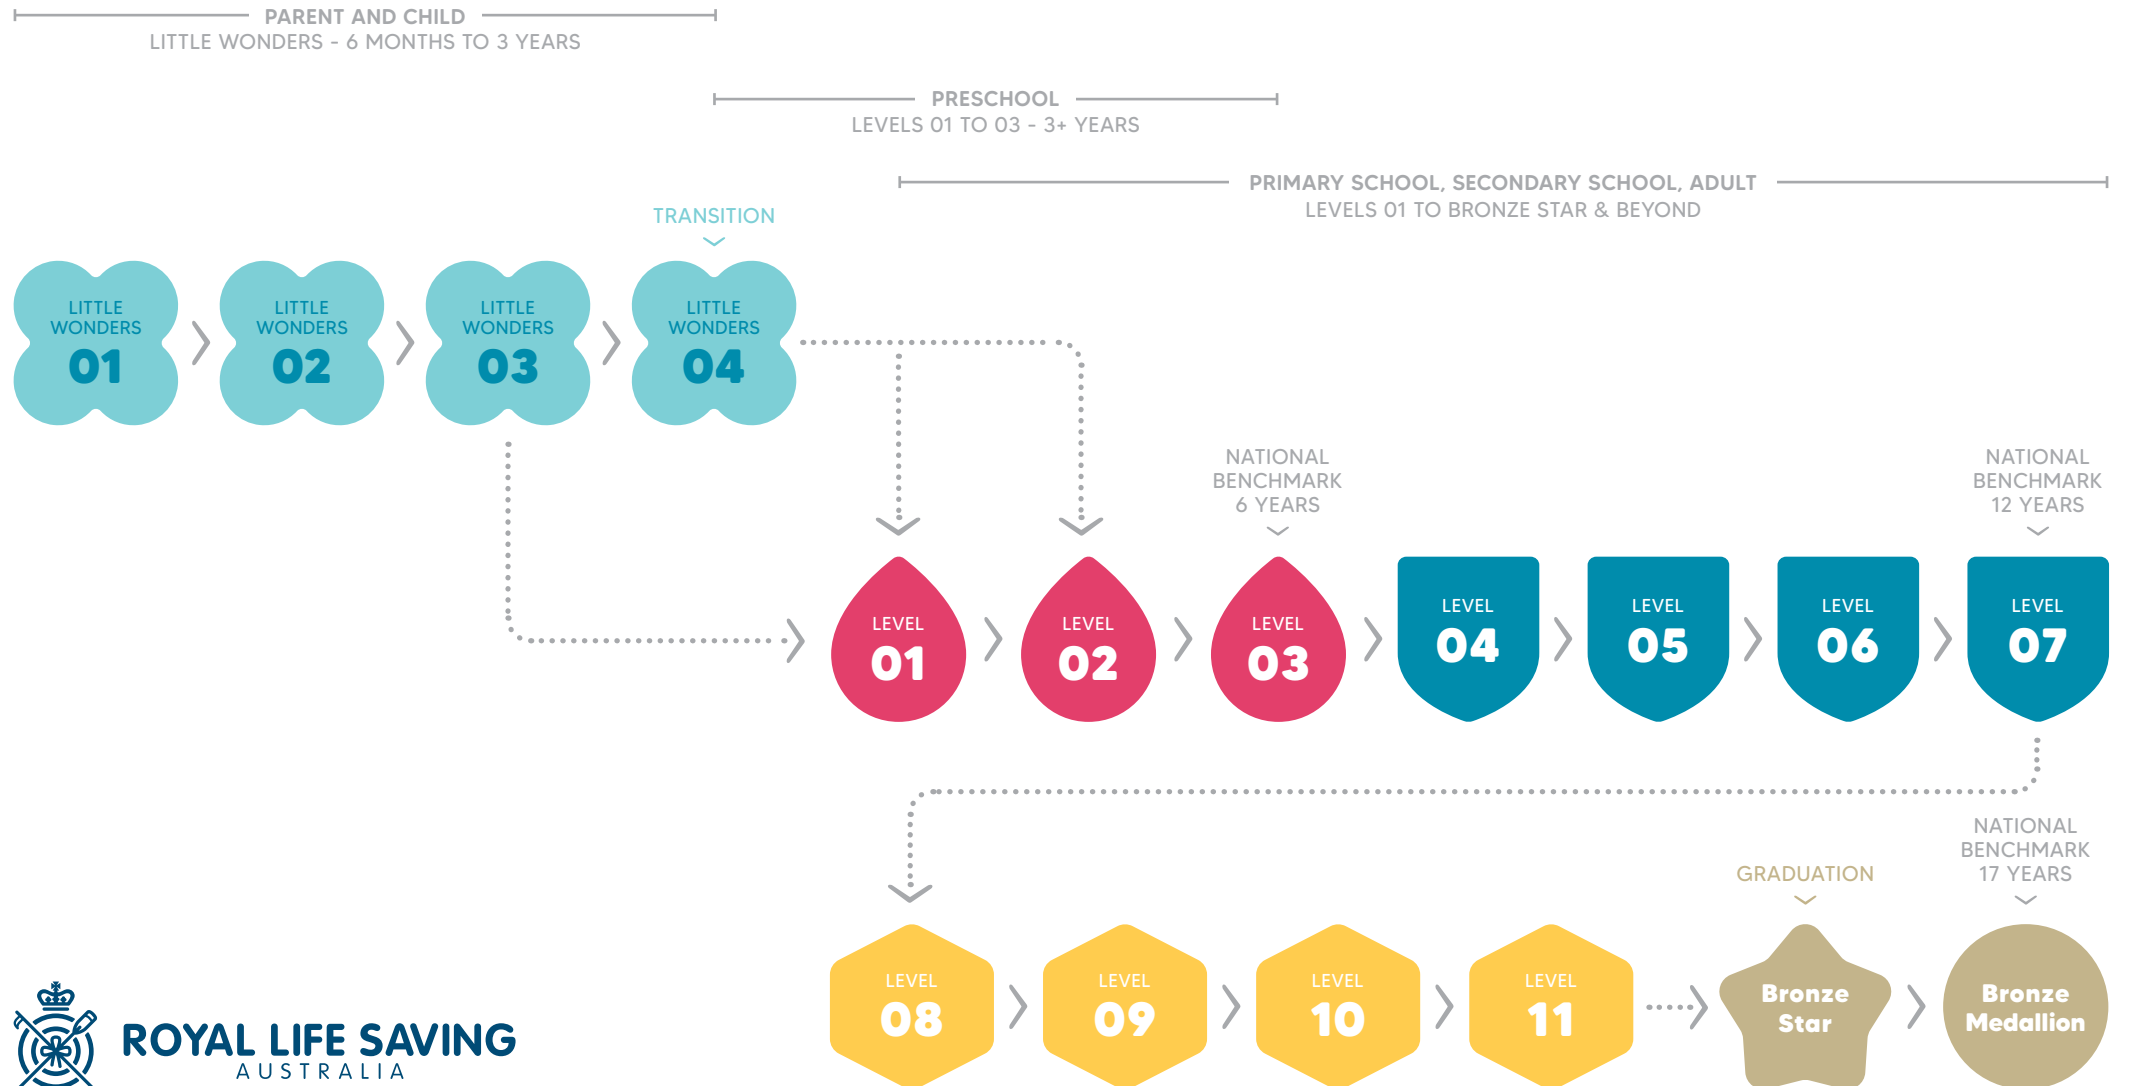 PARENT AND CHILD
LITTLE WONDERS - 6 MONTHS TO 3 YEARS
PRESCHOOL
LEVELS 01 TO 03 - 3+ YEARS
PRIMARY SCHOOL, SECONDARY SCHOOL, ADULT
LEVELS 01 TO BRONZE STAR & BEYOND
TRANSITION
LITTLE
WONDERS
01
LITTLE
WONDERS
02
LITTLE
WONDERS
03
LITTLE
WONDERS
04
NATIONAL
BENCHMARK
6 YEARS
NATIONAL
BENCHMARK
12 YEARS
LEVEL
01
LEVEL
02
LEVEL
03
LEVEL
04
LEVEL
05
LEVEL
06
LEVEL
07
GRADUATION
NATIONAL
BENCHMARK
17 YEARS
LEVEL
08
LEVEL
09
LEVEL
10
LEVEL
11
Bronze
Star
Bronze
Medallion
ROYAL LIFE SAVING
AUSTRALIA